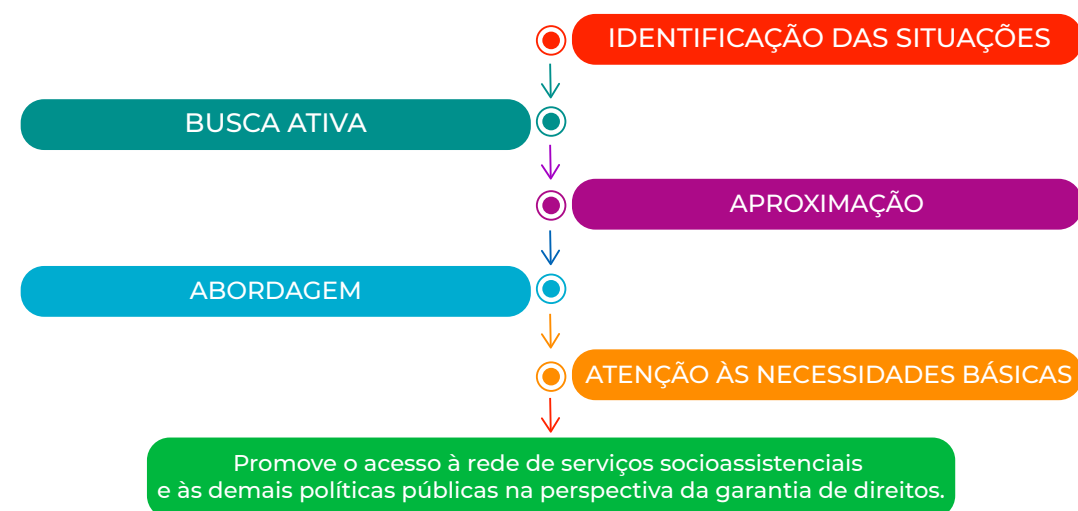 IDENTIFICAÇÃO DAS SITUAÇÕES
BUSCA ATIVA
APROXIMAÇÃO
ABORDAGEM
ATENÇÃO ÀS NECESSIDADES BÁSICAS
Promove o acesso à rede de serviços socioassistenciais
e às demais políticas públicas na perspectiva da garantia de direitos.